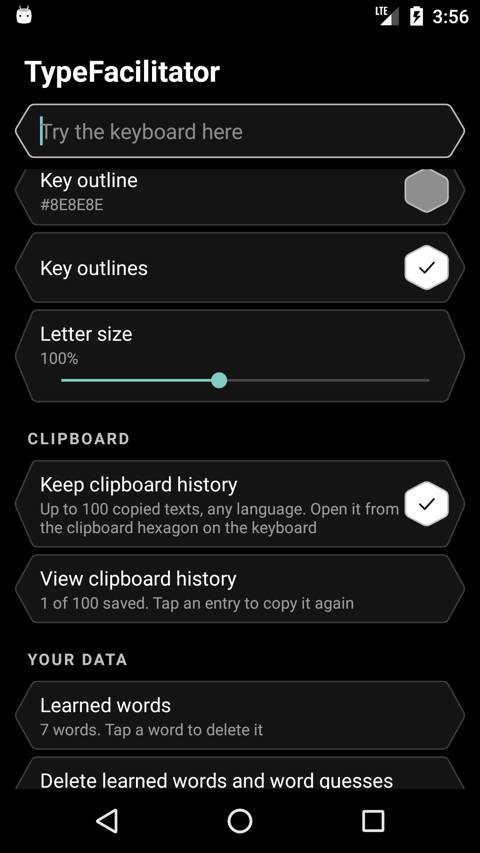 LTE
3:56
TypeFacilitator
Try the keyboard here
Key outline
#8E8E8E
Key outlines
Letter size
100%
CLIPBOARD
Keep clipboard history
Up to 100 copied texts, any language. Open it from
the clipboard hexagon on the keyboard
View clipboard history
1 of 100 saved. Tap an entry to copy it again
YOUR DATA
Learned words
7 words. Tap a word to delete it
Delete learned words and word guesses